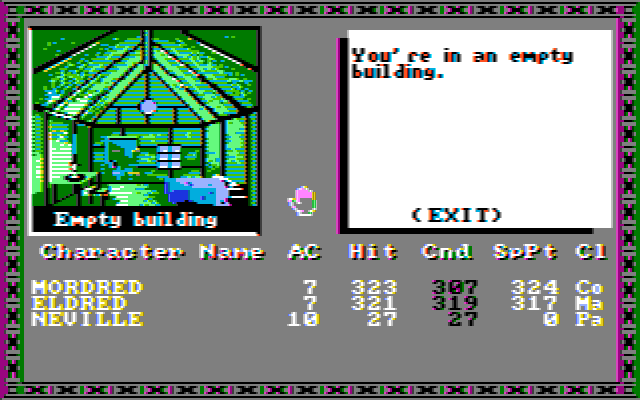 You're in an empty
building.
(EXIT)
Empty building
Character Name AC Hit Cnd SpPt Cl
MORDRED 7 323 307 324 Co
ELDRED 7 321 319 317 Ma
NEVILLE 10 27 27 0 Pa